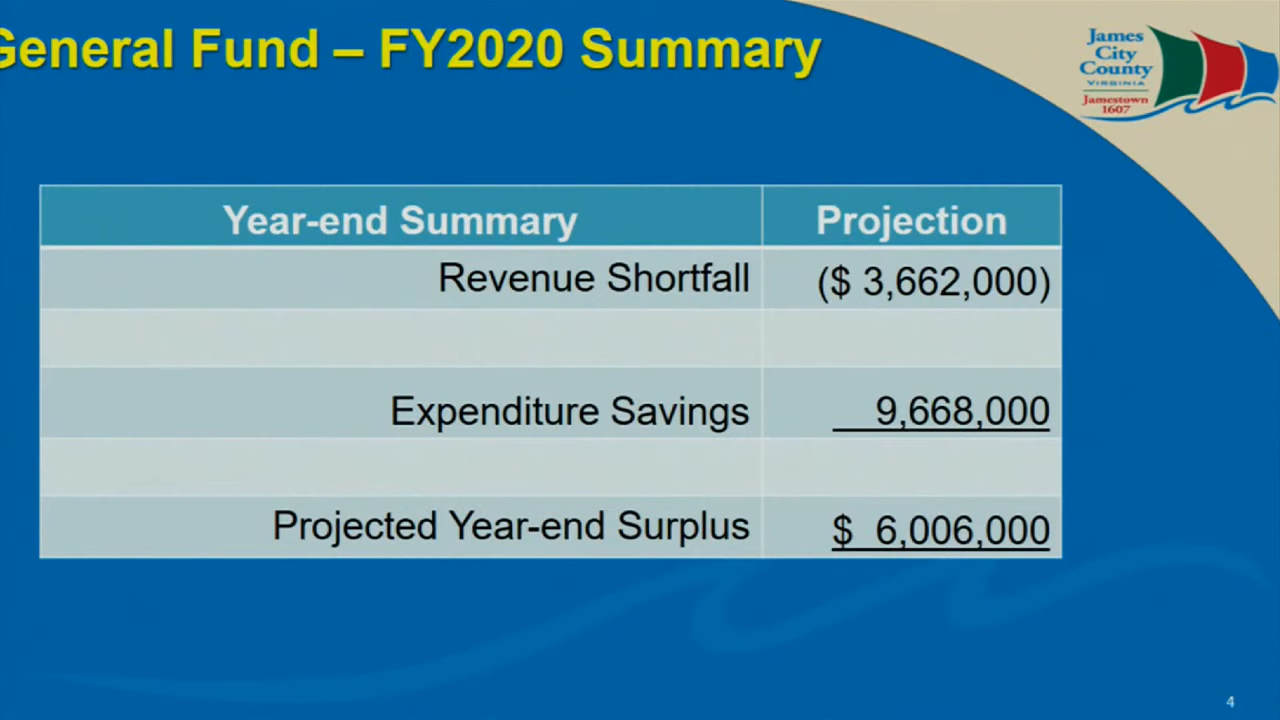 General Fund – FY2020 Summary
James
City
County
VIRGINIA
Jamestown
1607
Year-end Summary Projection
Revenue Shortfall ($ 3,662,000)
Expenditure Savings 9,668,000
Projected Year-end Surplus $ 6,006,000
4